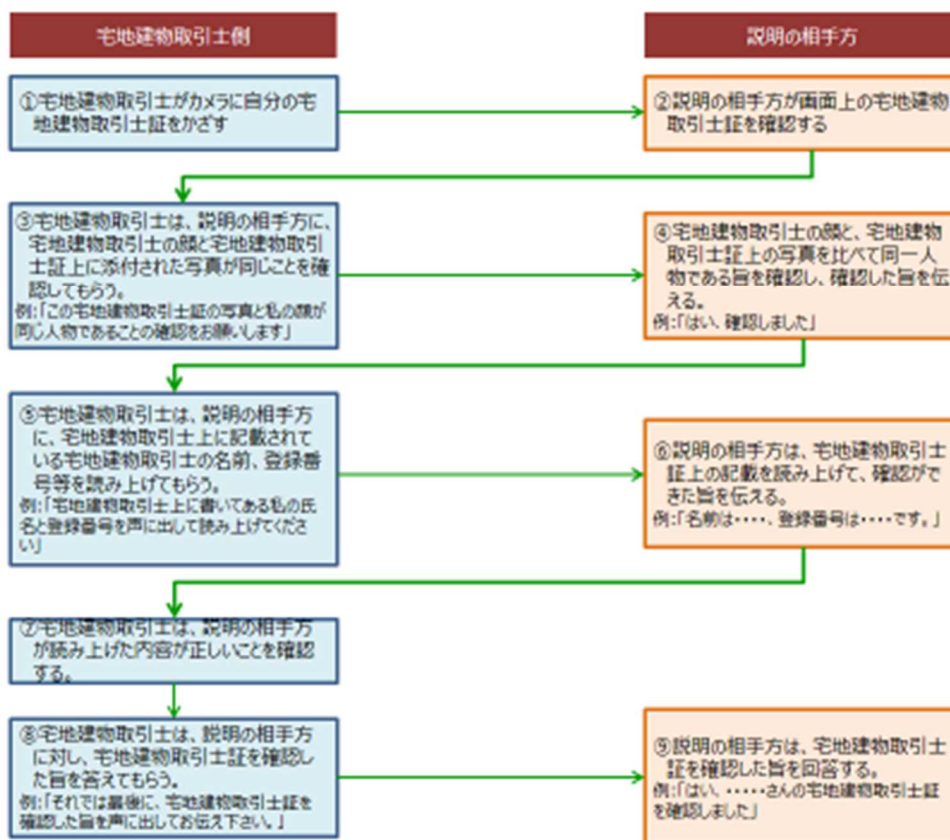 宅地建物取引士側
説明の相手方
①宅地建物取引士がカメラに自分の宅
地建物取引士証をかざす
②説明の相手方が画面上の宅地建物
取引士証を確認する
③宅地建物取引士は、説明の相手方に、
宅地建物取引士の顔と宅地建物取引
士証上に添付された写真が同じことを確
認してもらう。
例:「この宅地建物取引士証の写真と私の顔が
同じ人物であることの確認をお願いします」
④宅地建物取引士の顔と、宅地建物
取引士証上の写真を比べて同一人
物である旨を確認し、確認した旨を伝
える。
例:「はい、確認しました」
⑤宅地建物取引士は、説明の相手方
に、宅地建物取引士上に記載されて
いる宅地建物取引士の名前、登録番
号等を読み上げてもらう。
例:「宅地建物取引士上に書いてある私の氏
名と登録番号を声に出して読み上げてくださ
い」
⑥説明の相手方は、宅地建物取引士
証上の記載を読み上げて、確認がで
きた旨を伝える。
例:「名前は・・・・、登録番号は・・・・です。」
⑦宅地建物取引士は、説明の相手方
が読み上げた内容が正しいことを確認
する。
⑧宅地建物取引士は、説明の相手方
に対し、宅地建物取引士証を確認し
た旨を答えてもらう。
例:「それでは最後に、宅地建物取引士証を
確認した旨を声に出してお伝え下さい。」
⑨説明の相手方は、宅地建物取引士
証を確認した旨を回答する。
例:「はい、・・・・・さんの宅地建物取引士証
を確認しました」